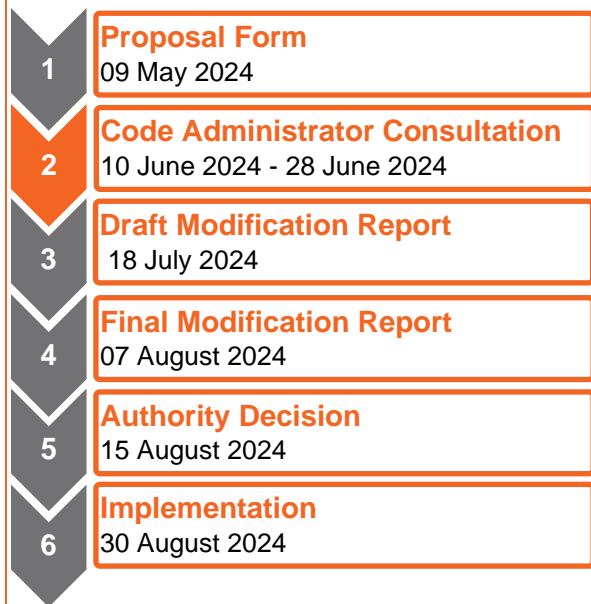 1
Proposal Form
09 May 2024
2
Code Administrator Consultation
10 June 2024 - 28 June 2024
3
Draft Modification Report
18 July 2024
4
Final Modification Report
07 August 2024
5
Authority Decision
15 August 2024
6
Implementation
30 August 2024